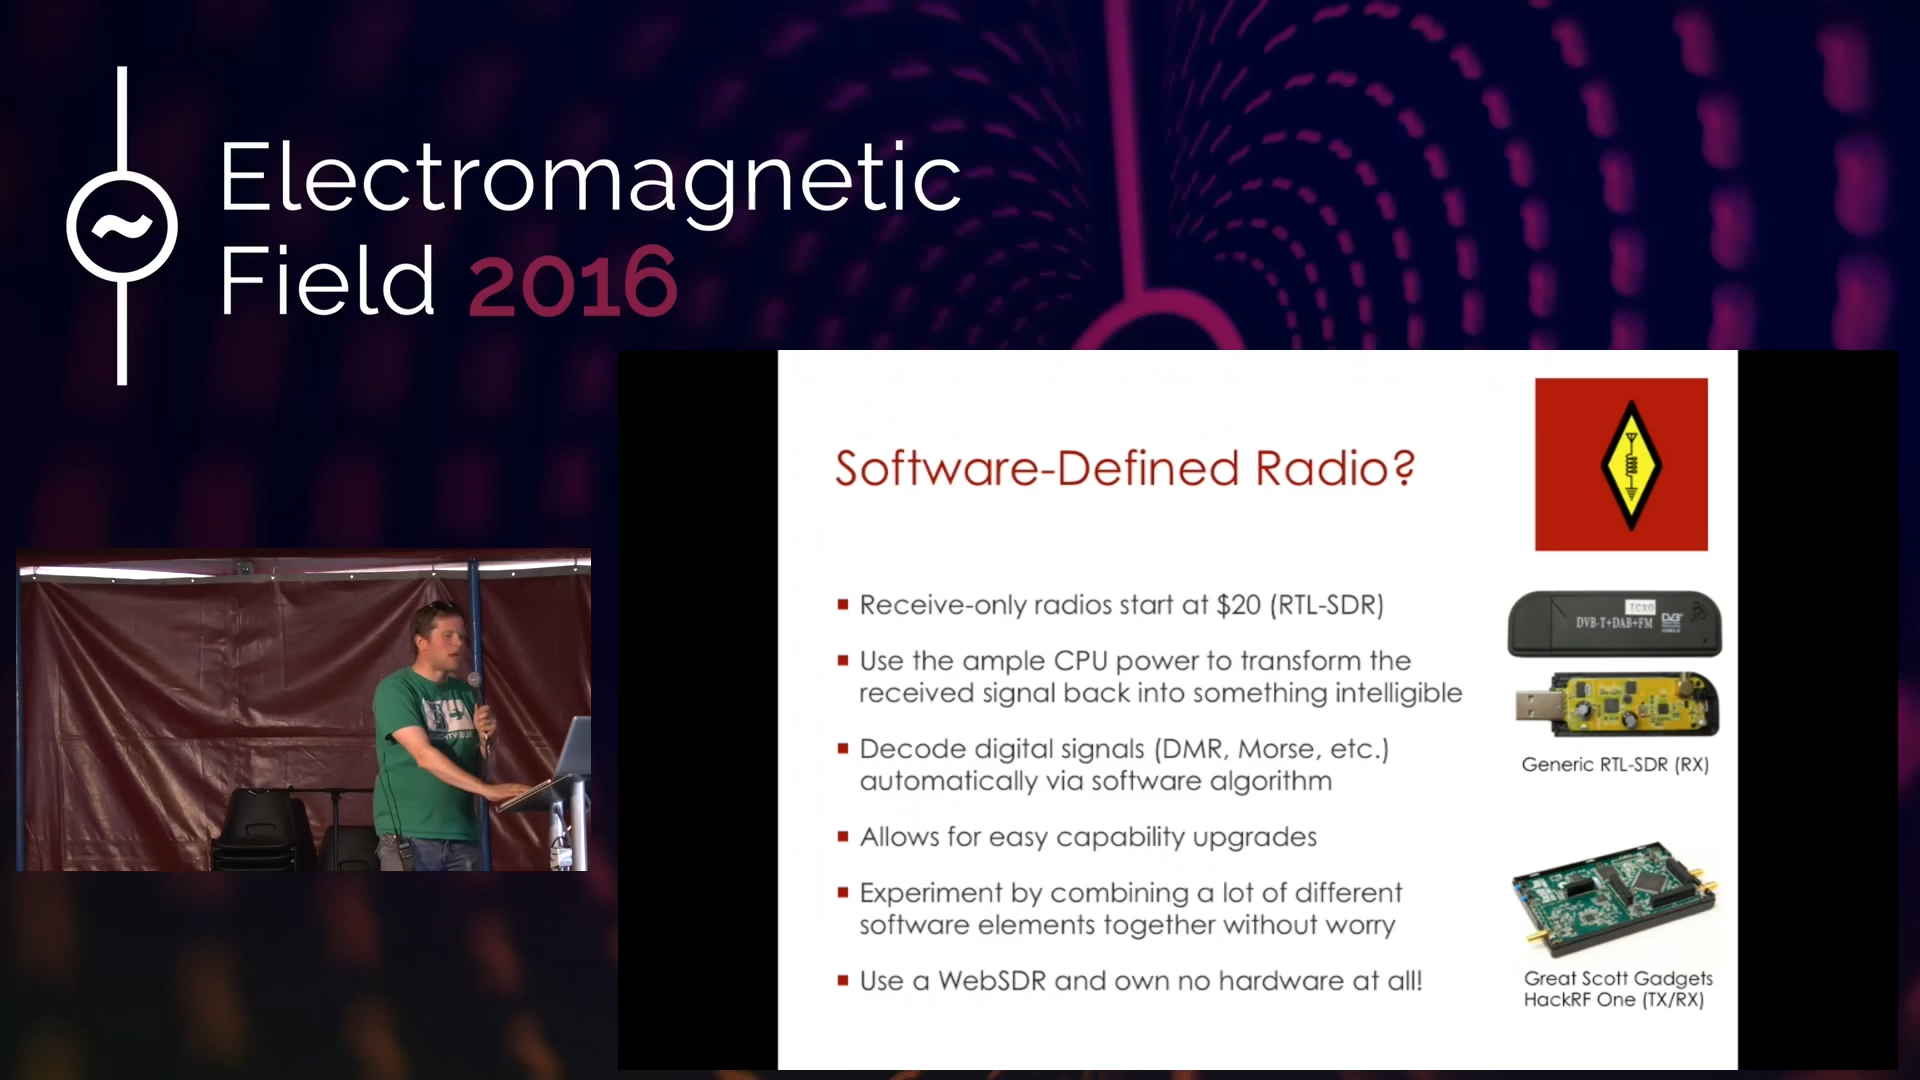 Electromagnetic
Field 2016
Software-Defined Radio?
Receive-only radios start at $20 (RTL-SDR)
Use the ample CPU power to transform the
received signal back into something intelligible
Decode digital signals (DMR, Morse, etc.)
automatically via software algorithm
Allows for easy capability upgrades
Experiment by combining a lot of different
software elements together without worry
Use a WebSDR and own no hardware at all!
TCXO
DVB-T+DAB+FM
DVB
Generic RTL-SDR (RX)
Great Scott Gadgets
HackRF One (TX/RX)